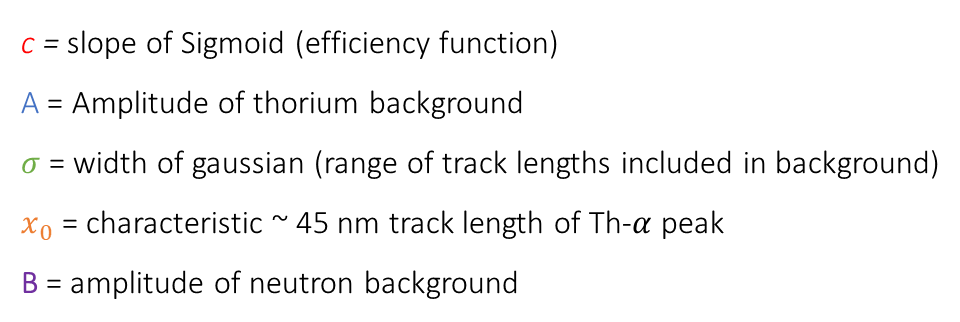 c = slope of Sigmoid (efficiency function)
A = Amplitude of thorium background
σ = width of gaussian (range of track lengths included in background)
x₀ = characteristic ~ 45 nm track length of Th-α peak
B = amplitude of neutron background